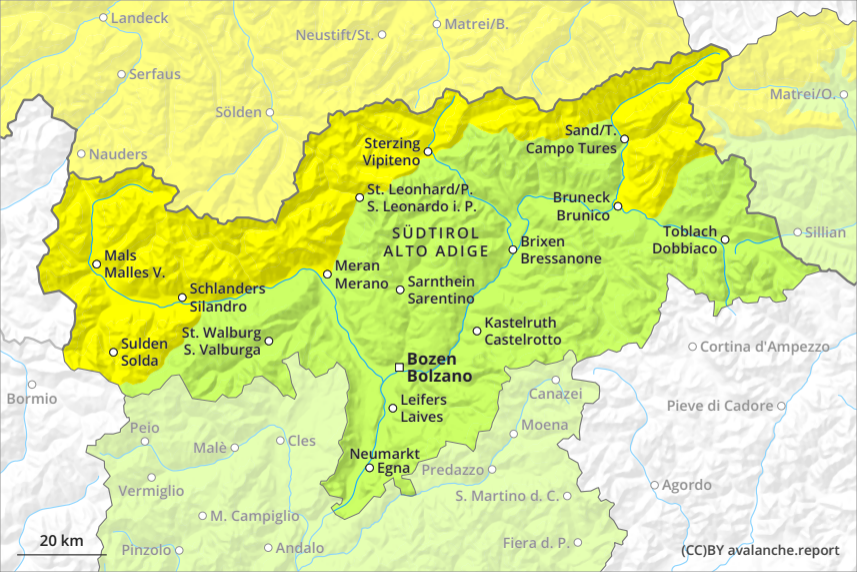 Landeck
Matrei/B.
Neustift/St.
Serfaus
Matrei/O.
Sölden
Sand/T.
Campo Tures
Sterzing
Vipiteno
Nauders
St. Leonhard/P.
S. Leonardo i. P.
Bruneck
Brunico
SÜDTIROL
ALTO ADIGE
Toblach
Dobbiaco
Sillian
Brixen
Bressanone
Mals
Malles V.
Meran
Merano
Sarnthein
Sarentino
Schlanders
Silandro
Kastelruth
Castelrotto
St. Walburg
S. Valburga
Sulden
Solda
Cortina d'Ampezzo
Bozen
Bolzano
Bormio
Canazei
Leifers
Laives
Pieve di Cadore
Peio
Moena
Malè
Cles
Neumarkt
Egna
Predazzo
Vermiglio
Agordo
S. Martino d. C.
M. Campiglio
20 km
Pinzolo
Andalo
Fiera d. P.
(CC)BY avalanche.report